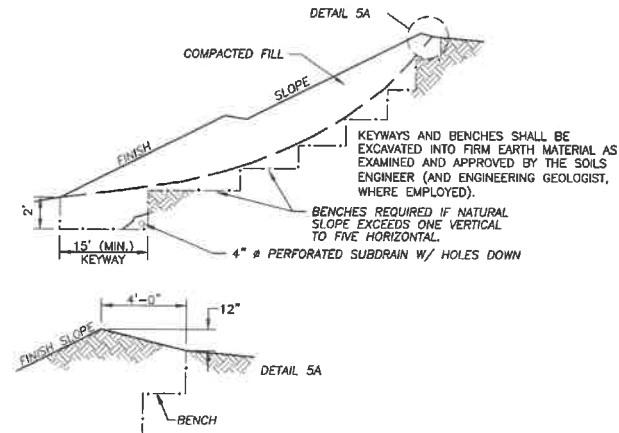 DETAIL 5A
COMPACTED FILL
FINISH SLOPE
KEYWAYS AND BENCHES SHALL BE
EXCAVATED INTO FIRM EARTH MATERIAL AS
EXAMINED AND APPROVED BY THE SOILS
ENGINEER (AND ENGINEERING GEOLOGIST,
WHERE EMPLOYED).
2'
BENCHES REQUIRED IF NATURAL
SLOPE EXCEEDS ONE VERTICAL
TO FIVE HORIZONTAL.
15' (MIN.)
KEYWAY
4" ø PERFORATED SUBDRAIN W/ HOLES DOWN
4'-0"
12"
FINISH SLOPE
DETAIL 5A
BENCH